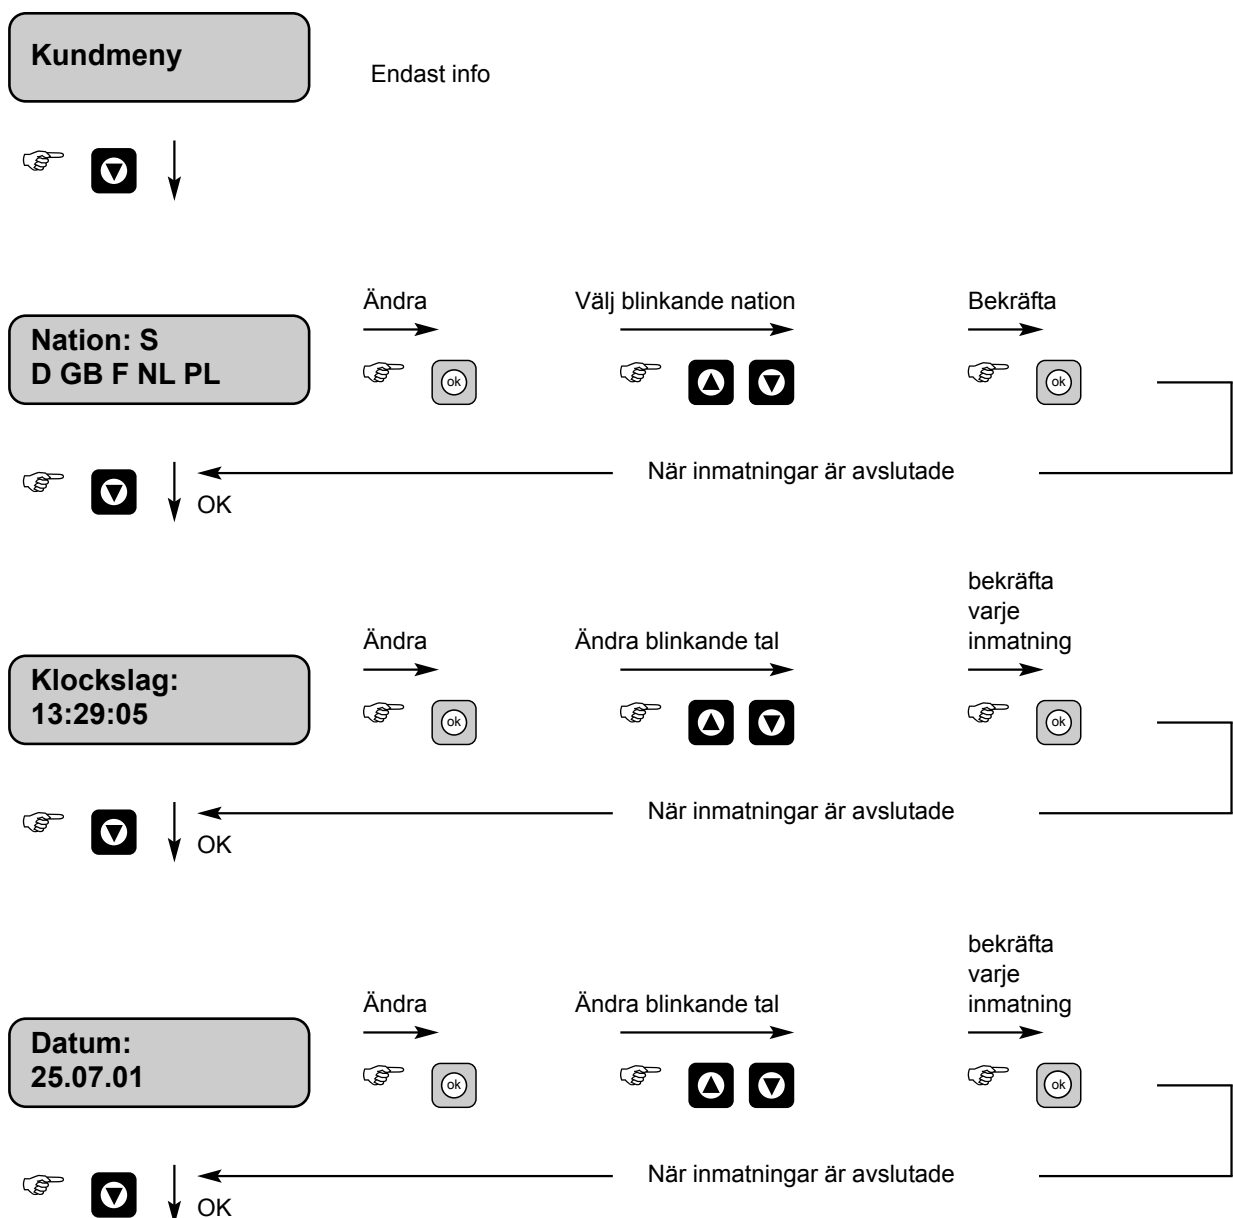 Kundmeny
Endast info
Ändra
Välj blinkande nation
Bekräfta
Nation: S
D GB F NL PL
ok
ok
När inmatningar är avslutade
OK
bekräfta
varje
inmatning
Ändra
Ändra blinkande tal
Klockslag:
13:29:05
ok
ok
När inmatningar är avslutade
OK
bekräfta
varje
inmatning
Ändra
Ändra blinkande tal
Datum:
25.07.01
ok
ok
När inmatningar är avslutade
OK